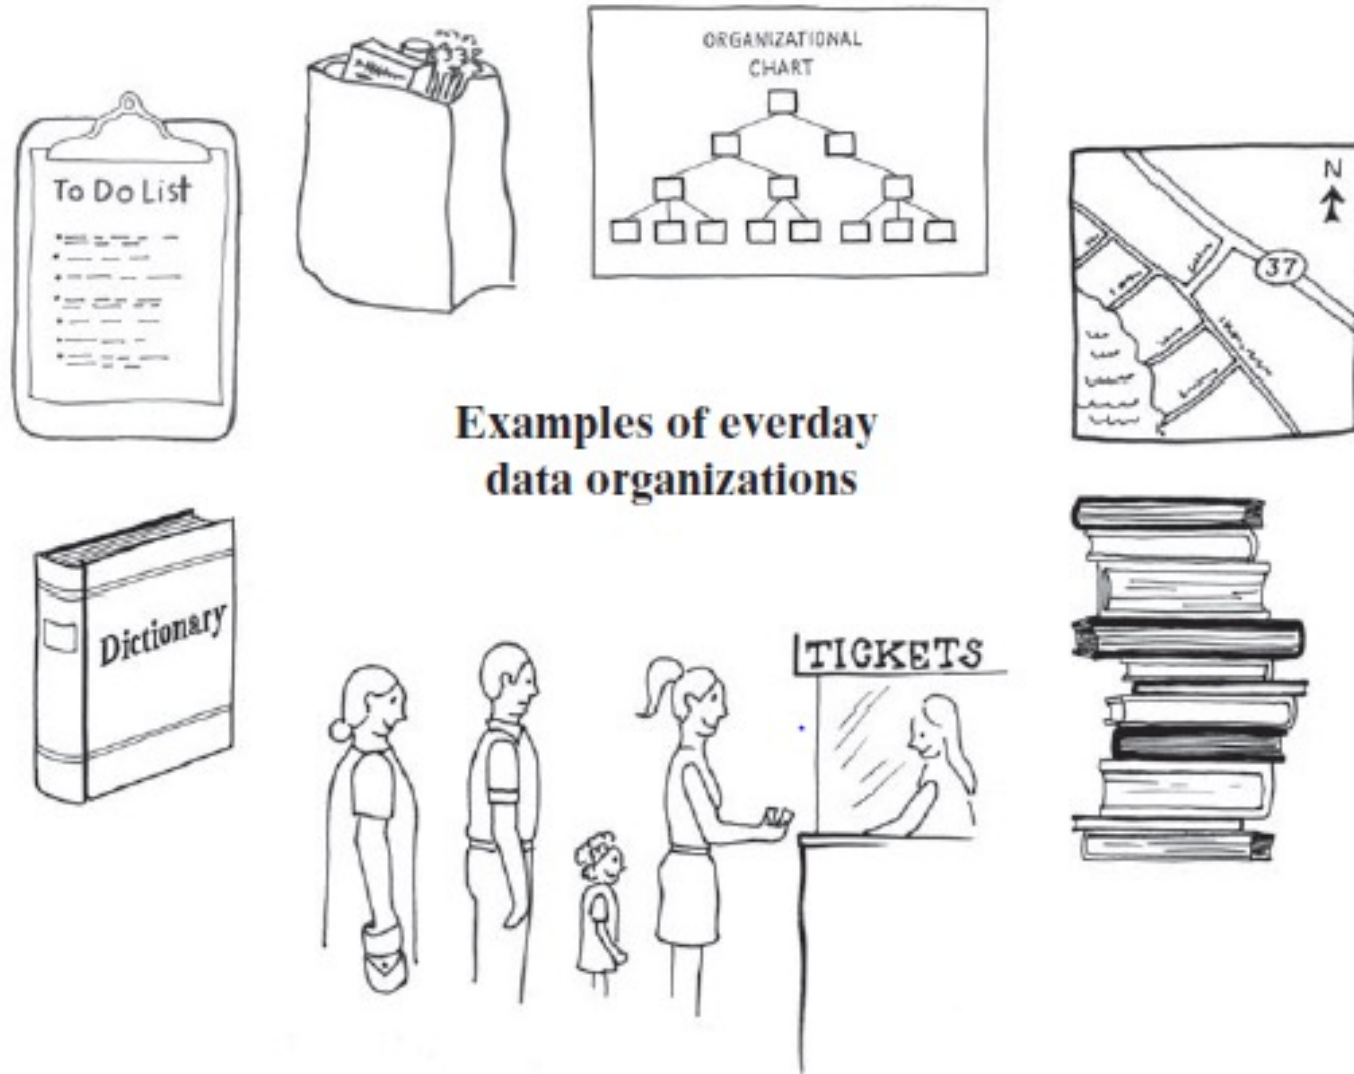 ORGANIZATIONAL
CHART
To Do List
N
37
Examples of everday
data organizations
Dictionary
TICKETS